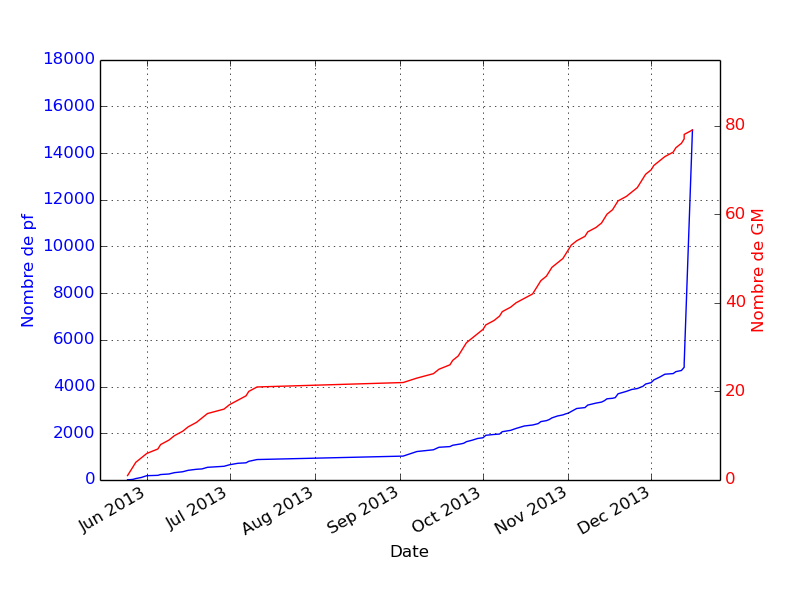 18000
16000
14000
12000
10000
8000
6000
4000
2000
0
Nombre de pf
80
60
40
20
0
Nombre de GM
Jun 2013
Jul 2013
Aug 2013
Sep 2013
Oct 2013
Nov 2013
Dec 2013
Date